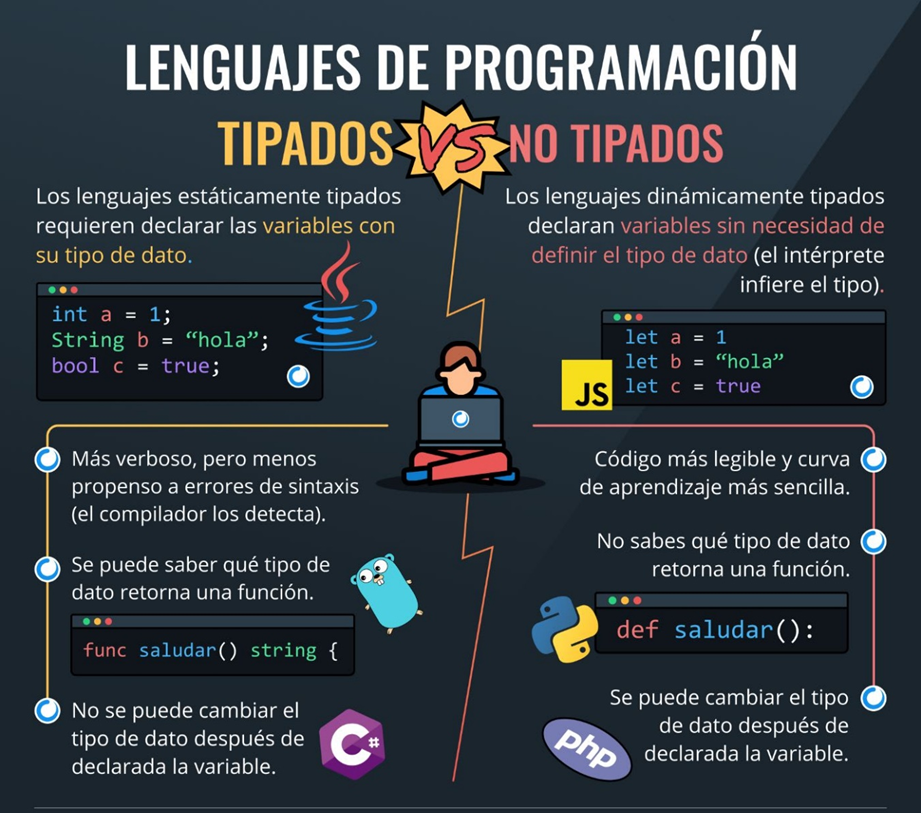 LENGUAJES DE PROGRAMACIÓN
TIPADOS VS NO TIPADOS
Los lenguajes estáticamente tipados
requieren declarar las variables con
su tipo de dato.
int a = 1;
String b = “hola”;
bool c = true;
Más verboso, pero menos
propenso a errores de sintaxis
(el compilador los detecta).
Se puede saber qué tipo de
dato retorna una función.
func saludar() string {
No se puede cambiar el
tipo de dato después de
declarada la variable.
C#
Los lenguajes dinámicamente tipados
declaran variables sin necesidad de
definir el tipo de dato (el intérprete
infiere el tipo).
let a = 1
let b = “hola”
let c = true
JS
Código más legible y curva
de aprendizaje más sencilla.
No sabes qué tipo de dato
retorna una función.
def saludar():
Se puede cambiar el tipo
de dato después de
declarada la variable.
php